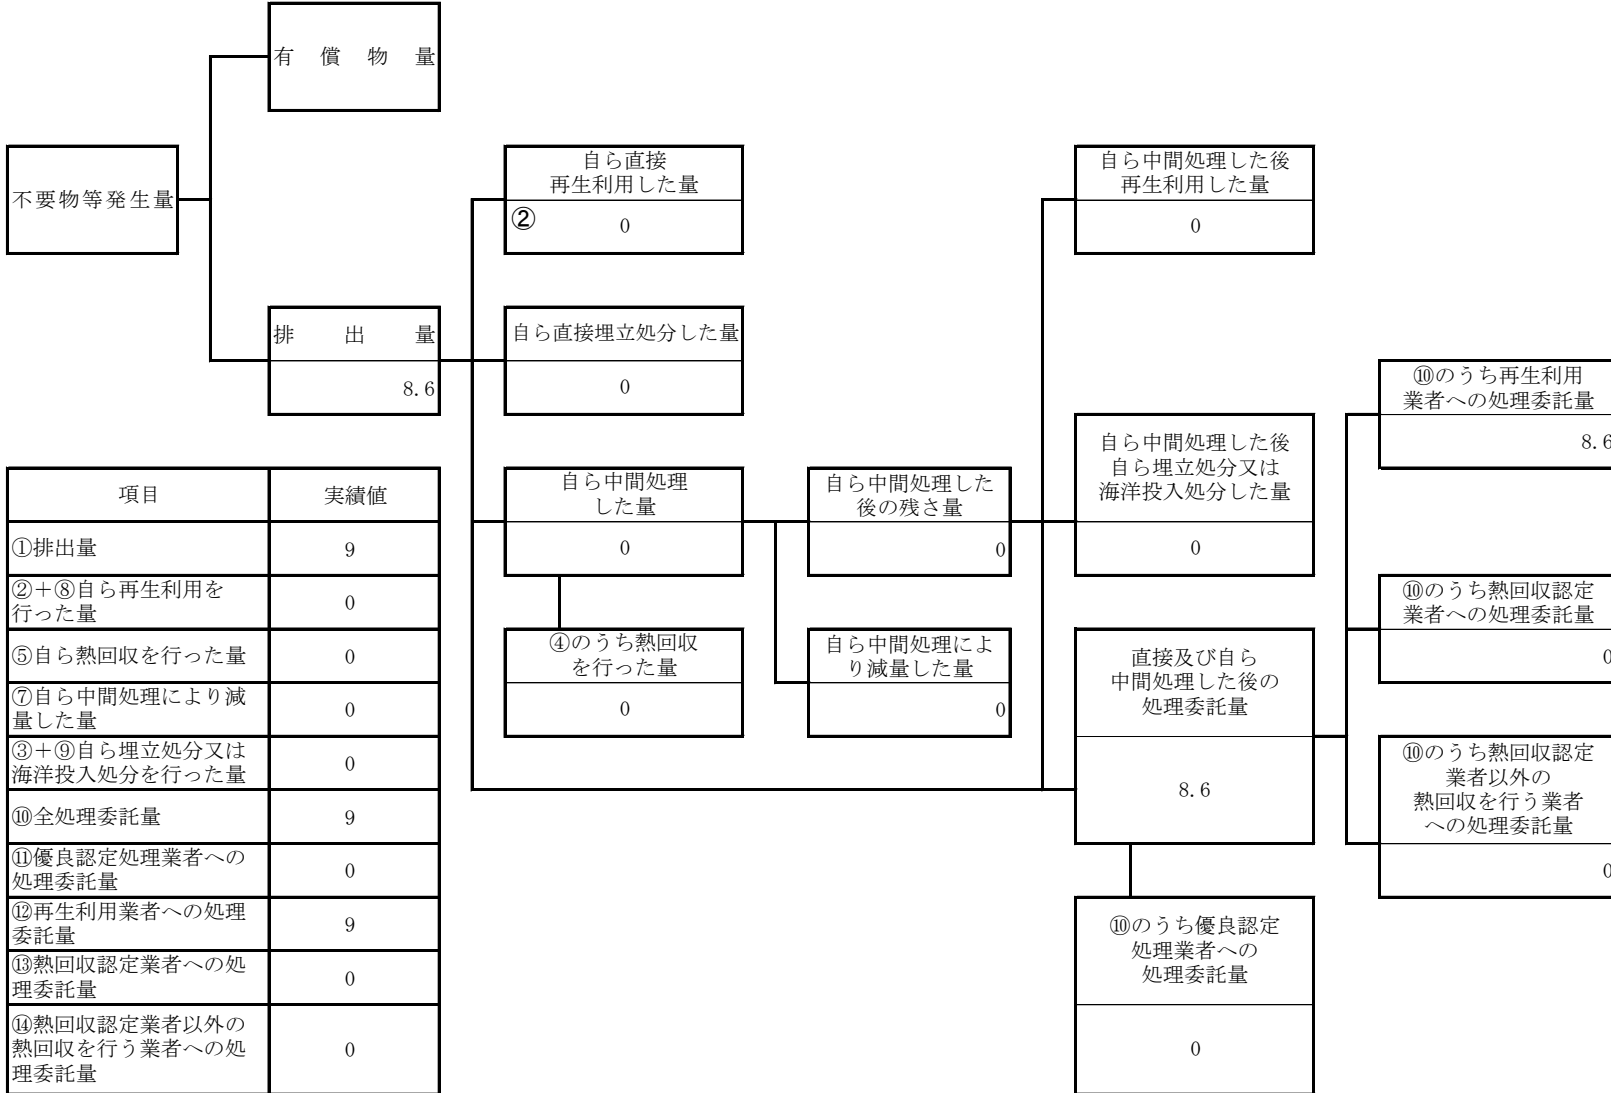 有償物量
不要物等発生量
自ら直接
再生利用した量
②
0
自ら中間処理した後
再生利用した量
0
排出量
8.6
自ら直接埋立処分した量
0
⑩のうち再生利用
業者への処理委託量
8.6
自ら中間処理
した量
0
自ら中間処理した
後の残さ量
0
自ら中間処理した後
自ら埋立処分又は
海洋投入処分した量
0
⑩のうち熱回収認定
業者への処理委託量
0
④のうち熱回収
を行った量
0
自ら中間処理によ
り減量した量
0
直接及び自ら
中間処理した後の
処理委託量
8.6
⑩のうち熱回収認定
業者以外の
熱回収を行う業者
への処理委託量
0
⑩のうち優良認定
処理業者への
処理委託量
0
項目 実績値
①排出量 9
②＋⑧自ら再生利用を
行った量 0
⑤自ら熱回収を行った量 0
⑦自ら中間処理により減
量した量 0
③＋⑨自ら埋立処分又は
海洋投入処分を行った量 0
⑩全処理委託量 9
⑪優良認定処理業者への
処理委託量 0
⑫再生利用業者への処理
委託量 9
⑬熱回収認定業者への処
理委託量 0
⑭熱回収認定業者以外の
熱回収を行う業者への処
理委託量 0